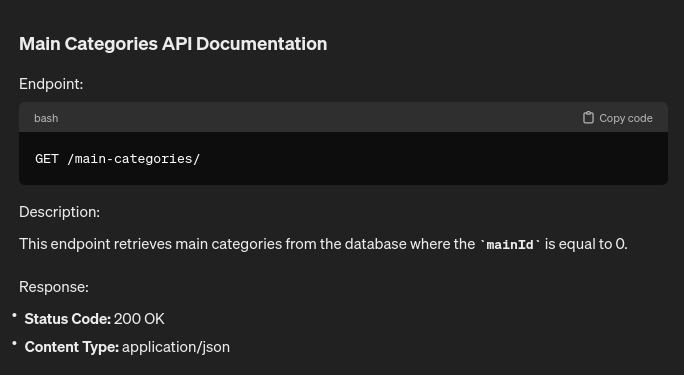 Main Categories API Documentation
Endpoint:
bash
Copy code
GET /main-categories/
Description:
This endpoint retrieves main categories from the database where the `mainId` is equal to 0.
Response:
• Status Code: 200 OK
• Content Type: application/json